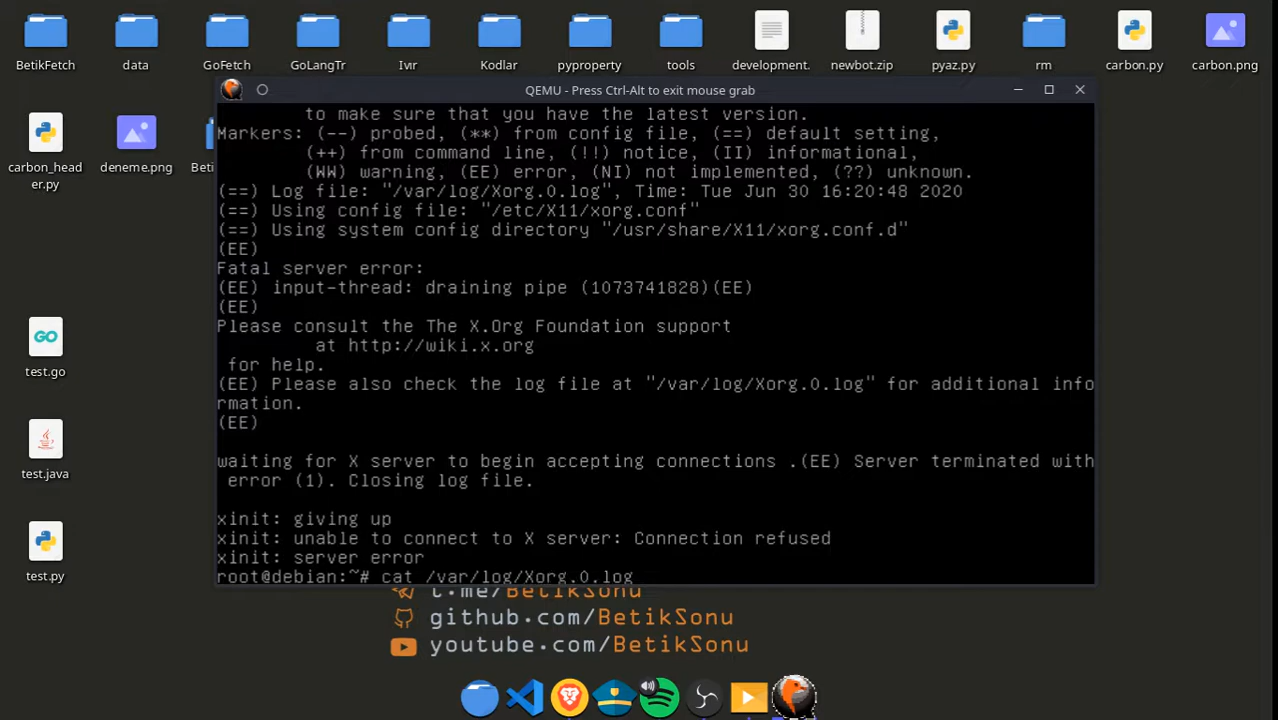 BetikFetch
data
GoFetch
GoLangTr
Ivır
Kodlar
pyproperty
tools
development.
newbot.zip
pyaz.py
rm
carbon.py
carbon.png
QEMU - Press Ctrl-Alt to exit mouse grab
carbon_hea
der.py
deneme.png
Beti
test.go
test.java
test.py
to make sure that you have the latest version.
Markers: (--) probed, (**) from config file, (==) default setting,
(++) from command line, (!!) notice, (II) informational,
(WW) warning, (EE) error, (NI) not implemented, (??) unknown.
(==) Log file: "/var/log/Xorg.0.log", Time: Tue Jun 30 16:20:48 2020
(==) Using config file: "/etc/X11/xorg.conf"
(==) Using system config directory "/usr/share/X11/xorg.conf.d"
(EE)
Fatal server error:
(EE) input-thread: draining pipe (1073741828)(EE)
(EE)
Please consult the The X.Org Foundation support
at http://wiki.x.org
for help.
(EE) Please also check the log file at "/var/log/Xorg.0.log" for additional info
rmation.
(EE)
waiting for X server to begin accepting connections .(EE) Server terminated with
error (1). Closing log file.
xinit: giving up
xinit: unable to connect to X server: Connection refused
xinit: server error
root@debian:~# cat /var/log/Xorg.0.log
t.me/BetikSonu
github.com/BetikSonu
youtube.com/BetikSonu